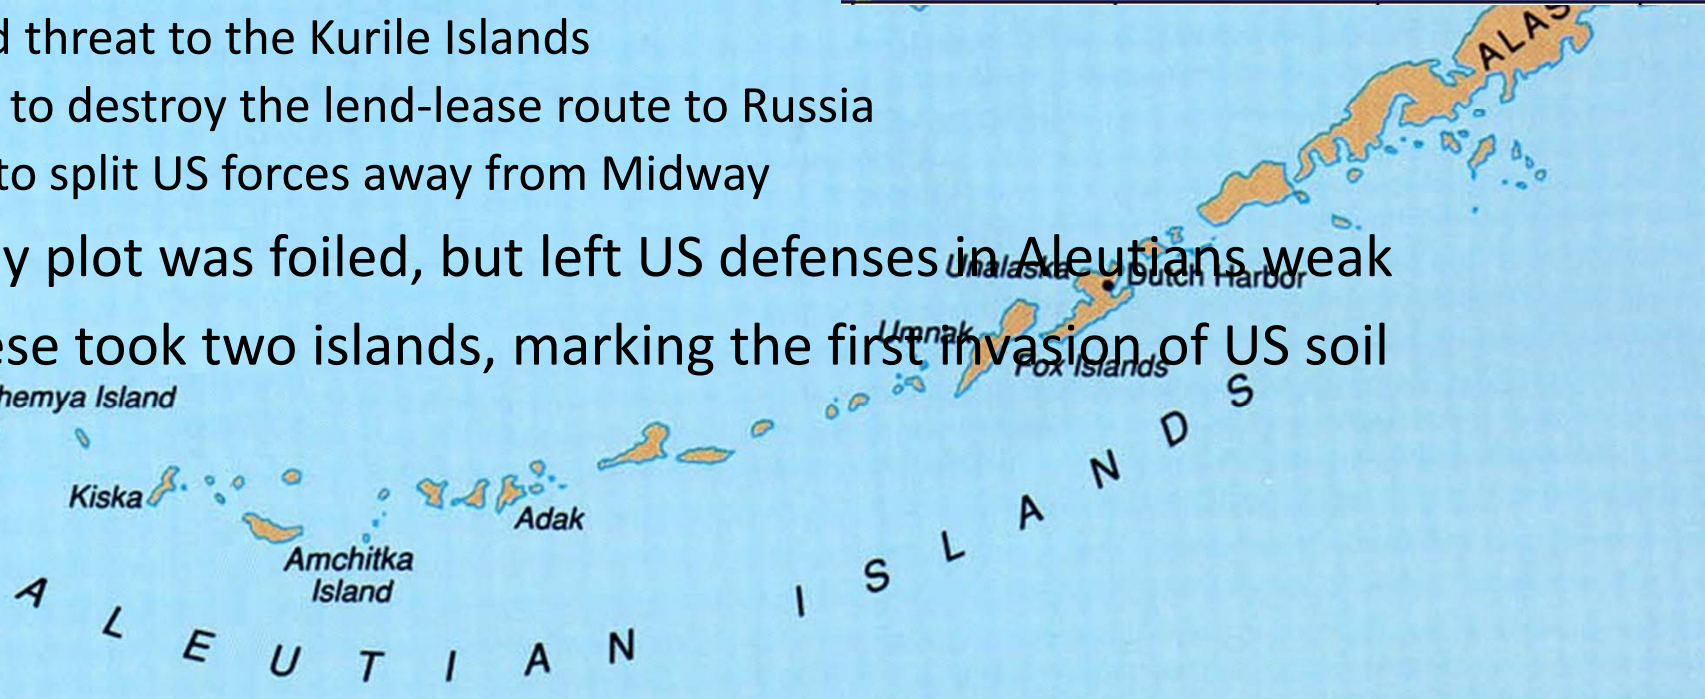 d threat to the Kurile Islands
to destroy the lend-lease route to Russia
to split US forces away from Midway
y plot was foiled, but left US defenses in Aleutians weak
ese took two islands, marking the first invasion of US soil
ALAS
Unalaska
Dutch Harbor
Umnak
Fox Islands
hemya Island
Kiska
Adak
Amchitka
Island
ALEUTIAN ISLANDS